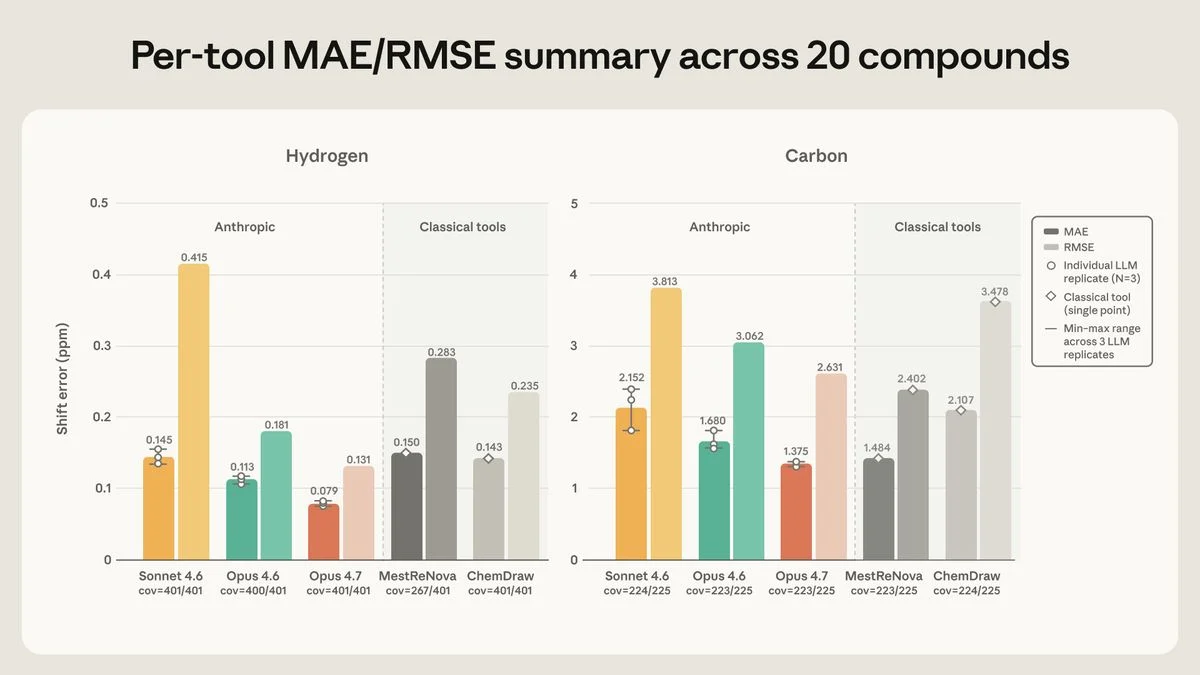 Per-tool MAE/RMSE summary across 20 compounds
Hydrogen
Shift error (ppm)
0.5
0.4
0.3
0.2
0.1
0
Anthropic
Classical tools
0.145
0.415
0.113
0.181
0.079
0.131
0.150
0.283
0.143
0.235
Sonnet 4.6
cov=401/401
Opus 4.6
cov=400/401
Opus 4.7
cov=401/401
MestReNova
cov=267/401
ChemDraw
cov=401/401
Carbon
5
4
3
2
1
0
Anthropic
Classical tools
2.152
3.813
1.680
3.062
1.375
2.631
1.484
2.402
2.107
3.478
Sonnet 4.6
cov=224/225
Opus 4.6
cov=223/225
Opus 4.7
cov=223/225
MestReNova
cov=223/225
ChemDraw
cov=224/225
MAE
RMSE
Individual LLM
replicate (N=3)
Classical tool
(single point)
Min-max range
across 3 LLM
replicates